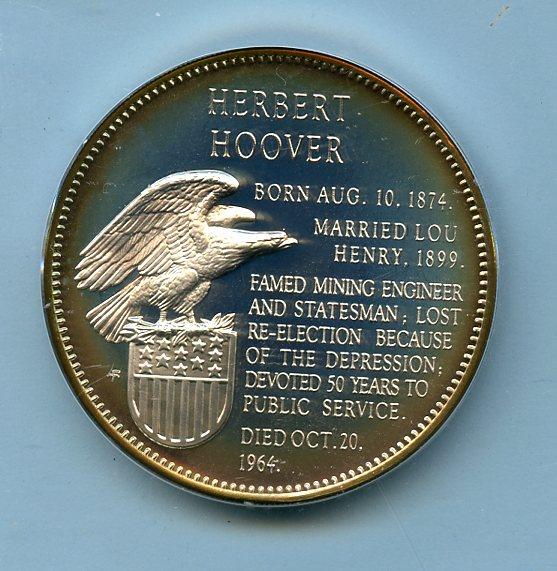 HERBERT
HOOVER
BORN AUG. 10, 1874.
MARRIED LOU
HENRY, 1899.
FAMED MINING ENGINEER
AND STATESMAN; LOST
RE-ELECTION BECAUSE
OF THE DEPRESSION;
DEVOTED 50 YEARS TO
PUBLIC SERVICE.
DIED OCT. 20,
1964.